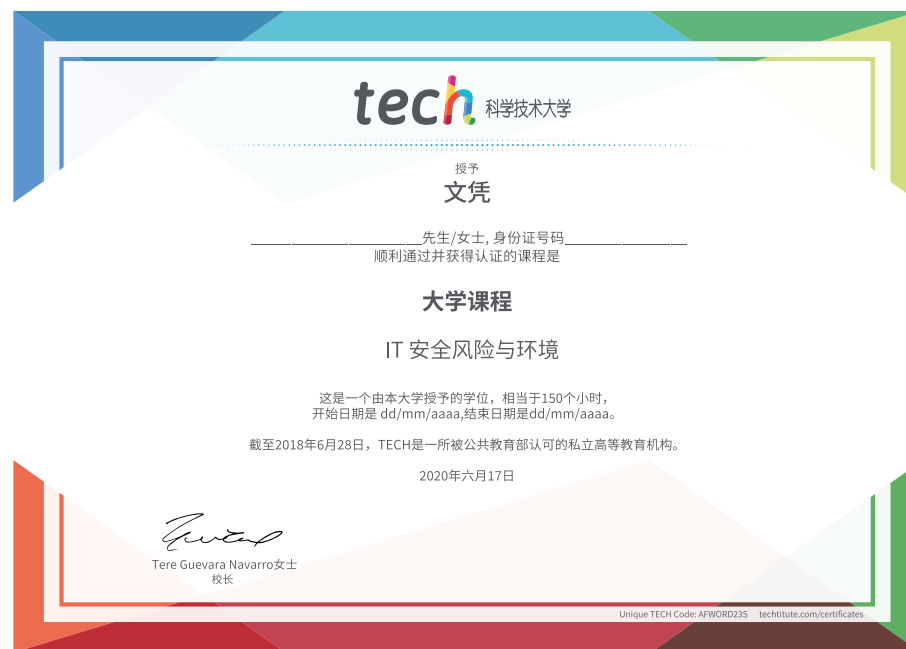 tech 科学技术大学
授予
文凭
____________________先生/女士, 身份证号码______________
顺利通过并获得认证的课程是
大学课程
IT 安全风险与环境
这是一个由本大学授予的学位，相当于150个小时，
开始日期是 dd/mm/aaaa,结束日期是dd/mm/aaaa。
截至2018年6月28日，TECH是一所被公共教育部认可的私立高等教育机构。
2020年六月17日
Tere Guevara Navarro女士
校长
Unique TECH Code: AFWORD23S techtitute.com/certificates